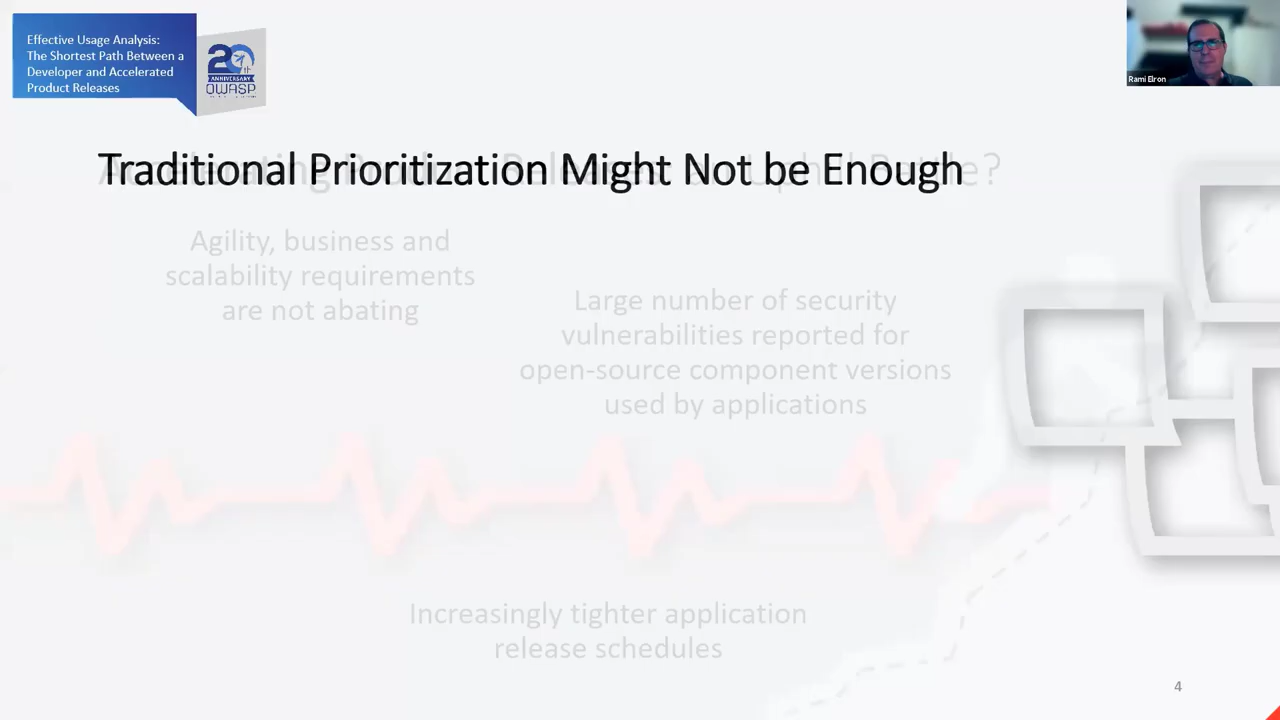 Effective Usage Analysis:
The Shortest Path Between a
Developer and Accelerated
Product Releases
20th
ANNIVERSARY
OWASP
Rami Elron
Traditional Prioritization Might Not be Enough
Agility, business and
scalability requirements
are not abating
Large number of security
vulnerabilities reported for
open-source component versions
used by applications
Increasingly tighter application
release schedules
4